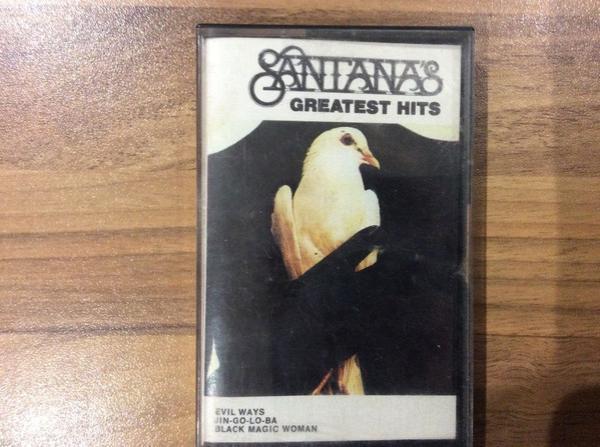 SANTANA'S
GREATEST HITS
EVIL WAYS
JIN-GO-LO-BA
BLACK MAGIC WOMAN